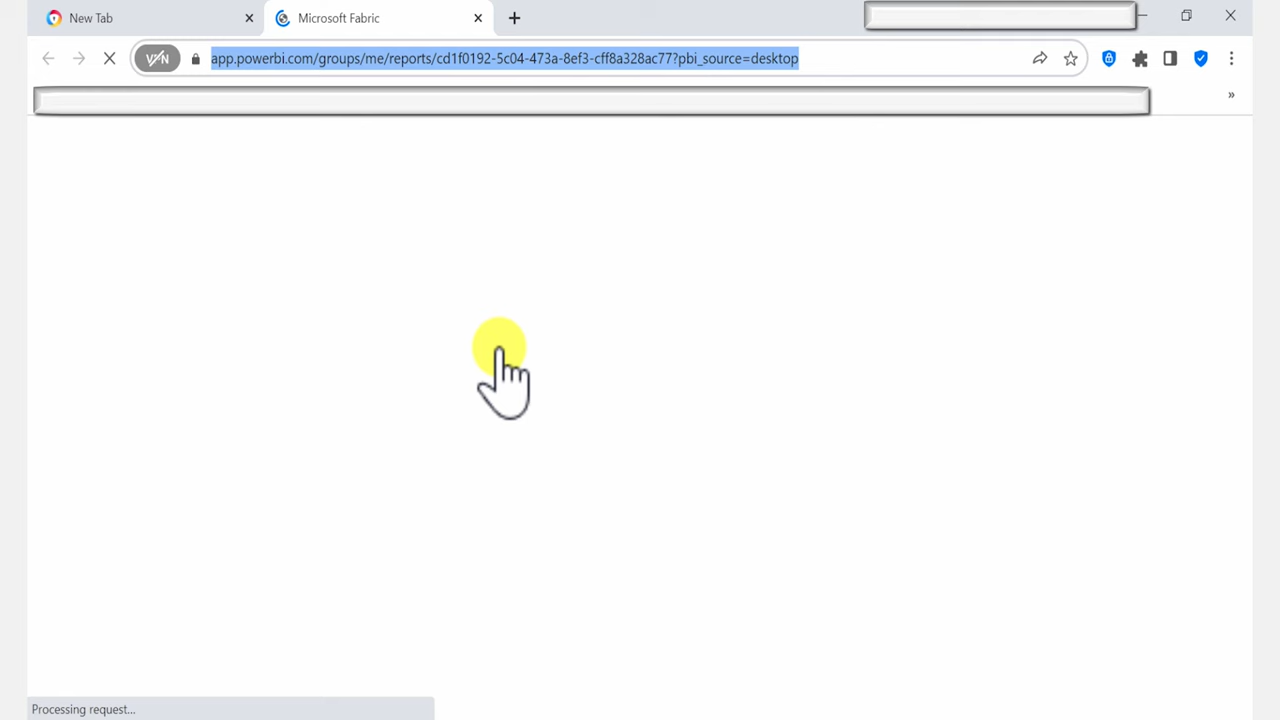 New Tab
Microsoft Fabric
VPN
app.powerbi.com/groups/me/reports/cd1f0192-5c04-473a-8ef3-cff8a328ac77?pbi_source=desktop
Processing request...